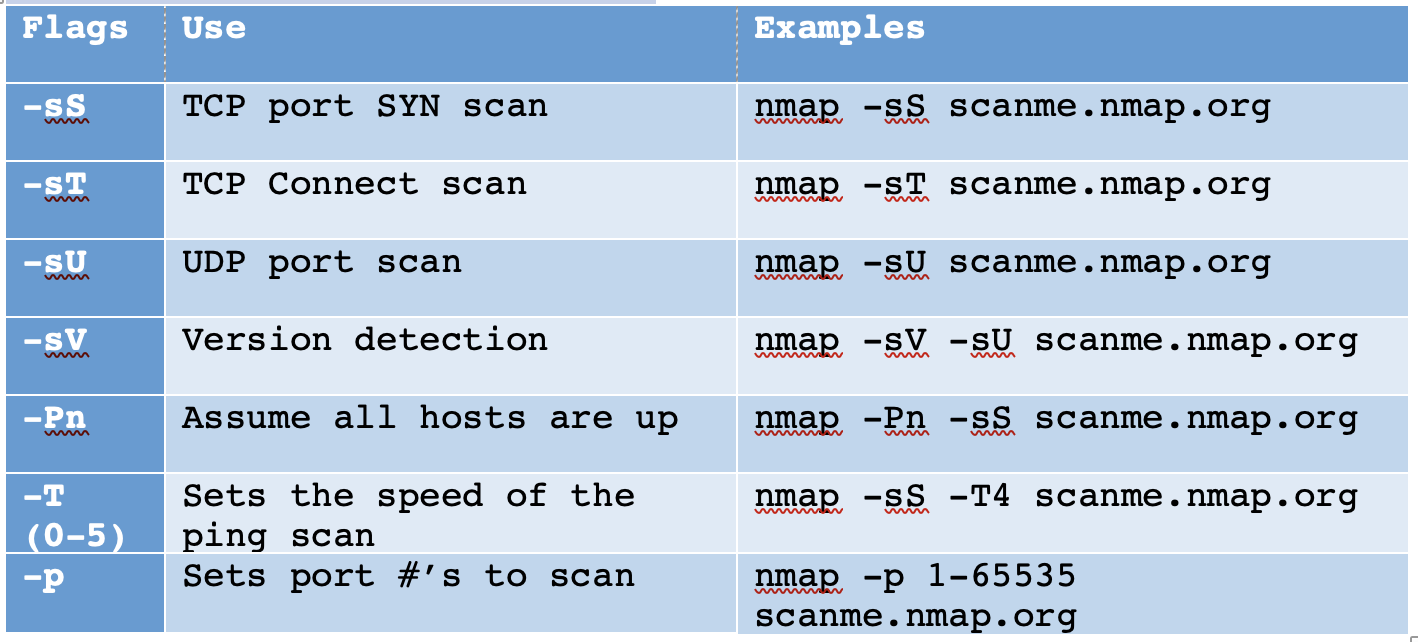 Flags Use Examples
-sS TCP port SYN scan nmap -sS scanme.nmap.org
-sT TCP Connect scan nmap -sT scanme.nmap.org
-sU UDP port scan nmap -sU scanme.nmap.org
-sV Version detection nmap -sV -sU scanme.nmap.org
-Pn Assume all hosts are up nmap -Pn -sS scanme.nmap.org
-T Sets the speed of the nmap -sS -T4 scanme.nmap.org
(0-5) ping scan
-p Sets port #’s to scan nmap -p 1-65535
scanme.nmap.org